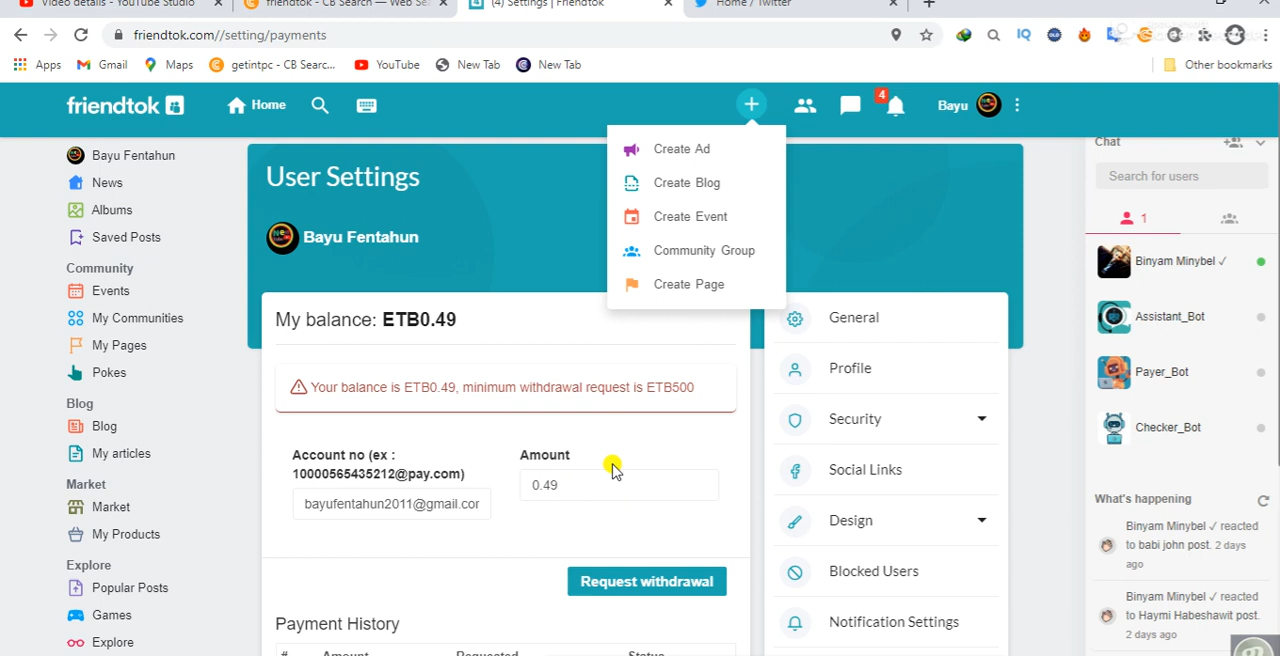 Video details - YouTube Studio
friendtok - CB Search — Web Se
(4) Settings | Friendtok
Home / Twitter
friendtok.com//setting/payments
Apps
Gmail
Maps
getintpc - CB Searc...
YouTube
New Tab
New Tab
Other bookmarks
friendtok
Home
4
Bayu
Bayu Fentahun
News
Albums
Saved Posts
Community
Events
My Communities
My Pages
Pokes
Blog
Blog
My articles
Market
Market
My Products
Explore
Popular Posts
Games
Explore
User Settings
Bayu Fentahun
Create Ad
Create Blog
Create Event
Community Group
Create Page
My balance: ETB0.49
Your balance is ETB0.49, minimum withdrawal request is ETB500
Account no (ex :
10000565435212@pay.com)
bayufentahun2011@gmail.cor
Amount
0.49
Request withdrawal
Payment History
# Amount Requested Status
General
Profile
Security
Social Links
Design
Blocked Users
Notification Settings
Chat
Search for users
1
Binyam Minybel ✓
Assistant_Bot
Payer_Bot
Checker_Bot
What's happening
Binyam Minybel ✓ reacted
to babi john post. 2 days
ago
Binyam Minybel ✓ reacted
to Haymi Habeshawit post.
2 days ago